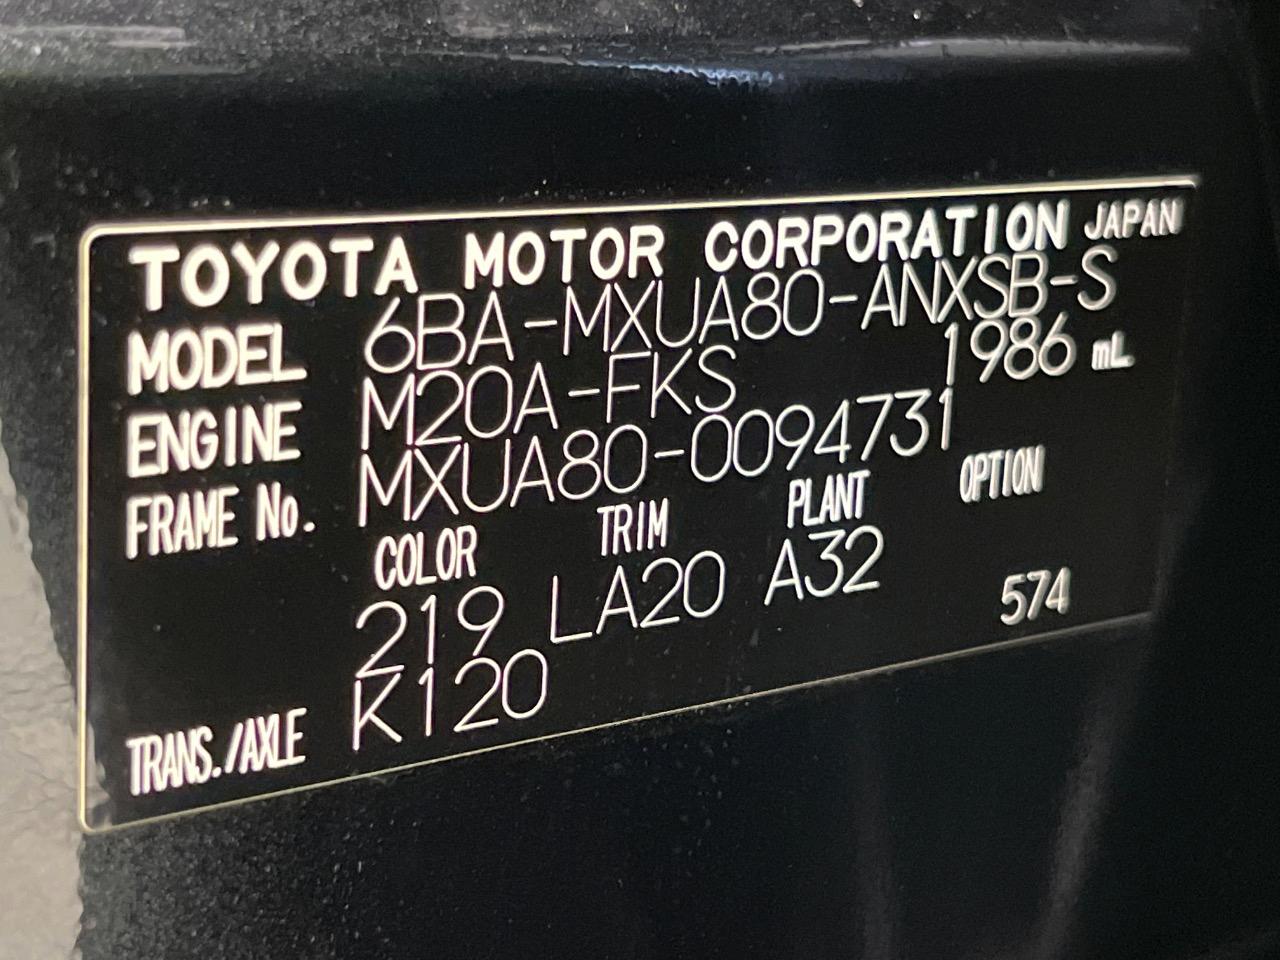 TOYOTA MOTOR CORPORATION JAPAN
MODEL 6BA-MXUA80-ANXSB-S
ENGINE M20A-FKS 1986 mL
FRAME No. MXUA80-0094731
COLOR TRIM PLANT OPTION
219 LA20 A32 574
TRANS./AXLE K120